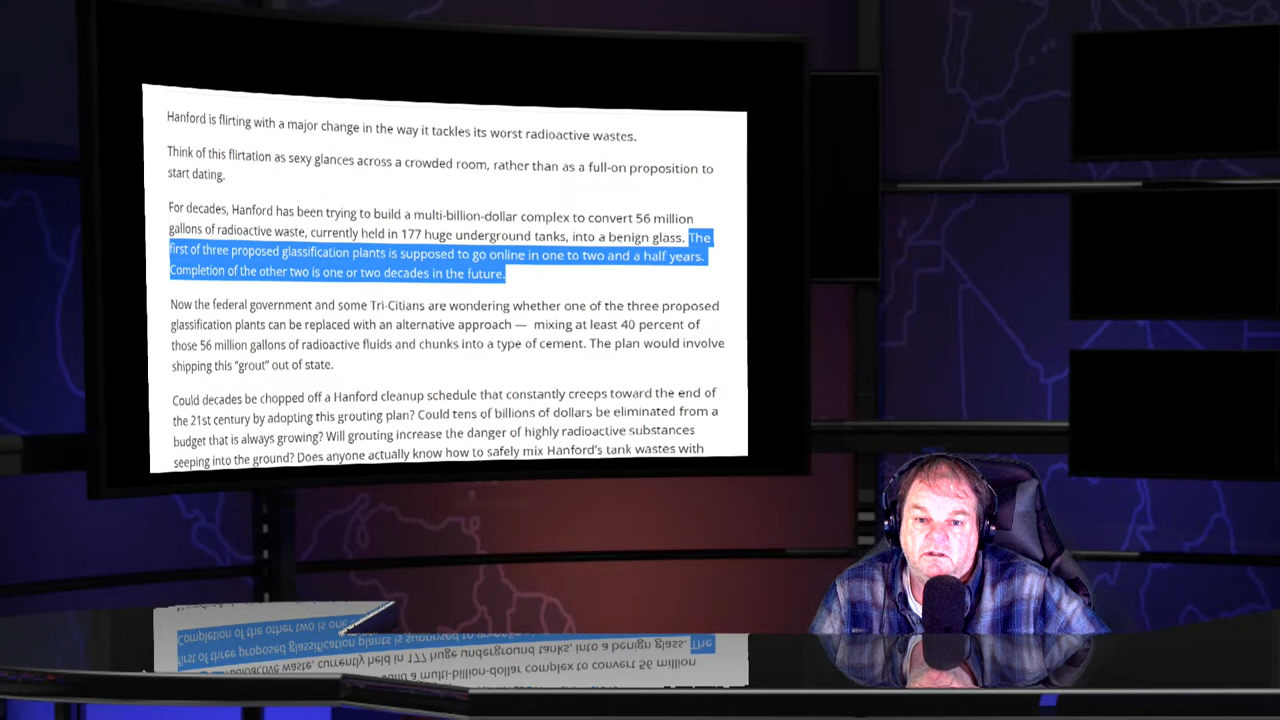 Hanford is flirting with a major change in the way it tackles its worst radioactive wastes.
Think of this flirtation as sexy glances across a crowded room, rather than as a full-on proposition to
start dating.
For decades, Hanford has been trying to build a multi-billion-dollar complex to convert 56 million
gallons of radioactive waste, currently held in 177 huge underground tanks, into a benign glass. The
first of three proposed glassification plants is supposed to go online in one to two and a half years.
Completion of the other two is one or two decades in the future.
Now the federal government and some Tri-Citians are wondering whether one of the three proposed
glassification plants can be replaced with an alternative approach — mixing at least 40 percent of
those 56 million gallons of radioactive fluids and chunks into a type of cement. The plan would involve
shipping this “grout” out of state.
Could decades be chopped off a Hanford cleanup schedule that constantly creeps toward the end of
the 21st century by adopting this grouting plan? Could tens of billions of dollars be eliminated from a
budget that is always growing? Will grouting increase the danger of highly radioactive substances
seeping into the ground? Does anyone actually know how to safely mix Hanford’s tank wastes with